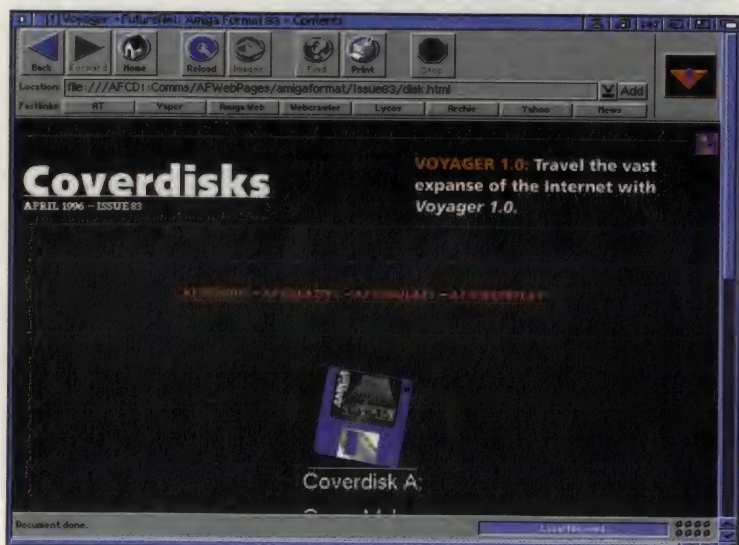 Voyager - FutureNet: Amiga Format 83 - Contents
Back Forward Home Reload Images Find Print Stop
Location: file:///AFCD1:Comms/AFWebPages/amigaformat/Issue83/disk.html Add
Fastlinks: AT Vapor Amiga Web Webcrawler Lycos Archie Yahoo News
Coverdisks
APRIL 1996 – ISSUE 83
VOYAGER 1.0: Travel the vast
expanse of the Internet with
Voyager 1.0.
Coverdisk A:
Document done.